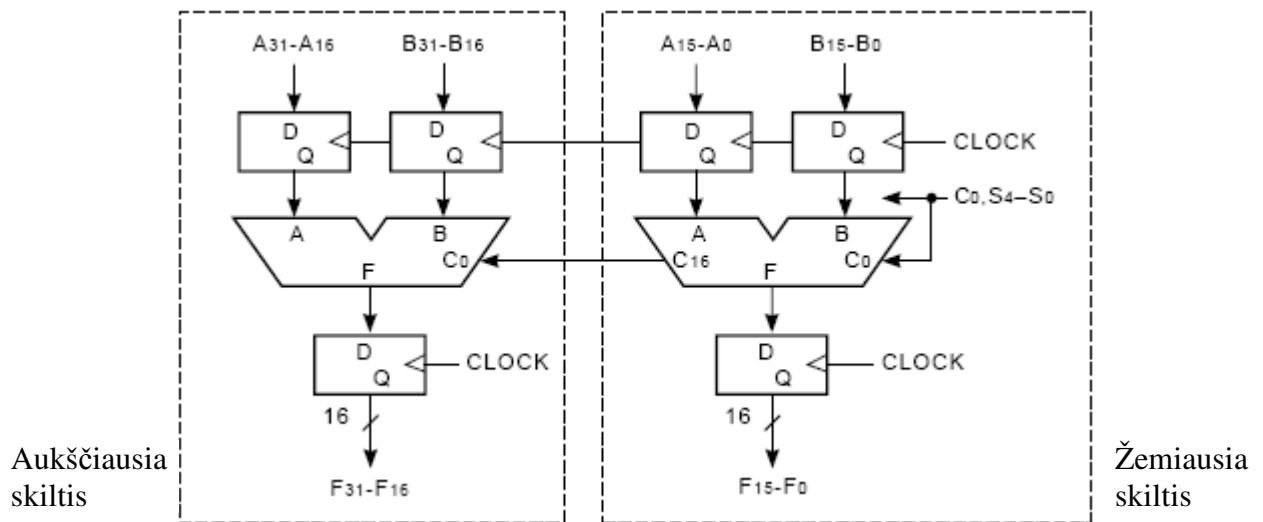 A31-A16 B31-B16 A15-A0 B15-B0
D D D D
Q Q Q Q CLOCK
C0,S4–S0
A B A B
C0 C16 C0
F F
D D
Q CLOCK Q CLOCK
16 16
Aukščiausia Žemiausia
skiltis skiltis
F31-F16 F15-F0